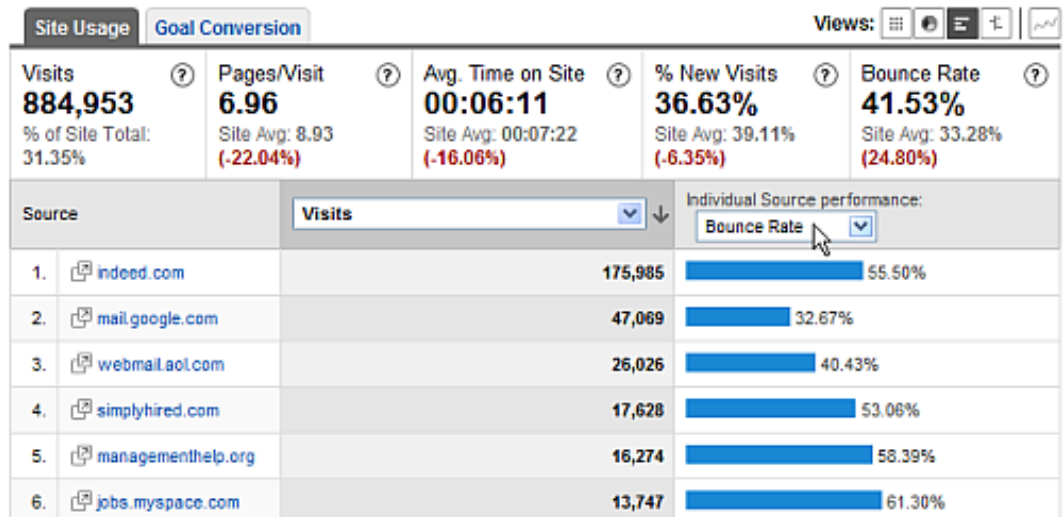 Site Usage Goal Conversion Views:
Visits ? Pages/Visit ? Avg. Time on Site ? % New Visits ? Bounce Rate ?
884,953 6.96 00:06:11 36.63% 41.53%
% of Site Total: Site Avg: 8.93 Site Avg: 00:07:22 Site Avg: 39.11% Site Avg: 33.28%
31.35% (-22.04%) (-16.06%) (-6.35%) (24.80%)
Individual Source performance:
Source Visits Bounce Rate
1. indeed.com 175,985 55.50%
2. mail.google.com 47,069 32.67%
3. webmail.aol.com 26,026 40.43%
4. simplyhired.com 17,628 53.06%
5. managementhelp.org 16,274 58.39%
6. jobs.myspace.com 13,747 61.30%